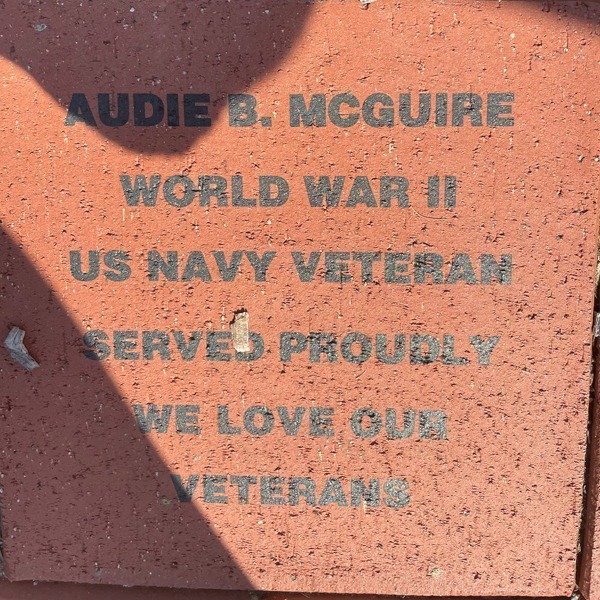 AUDIE B. MCGUIRE
WORLD WAR II
US NAVY VETERAN
SERVED PROUDLY
WE LOVE OUR
VETERANS